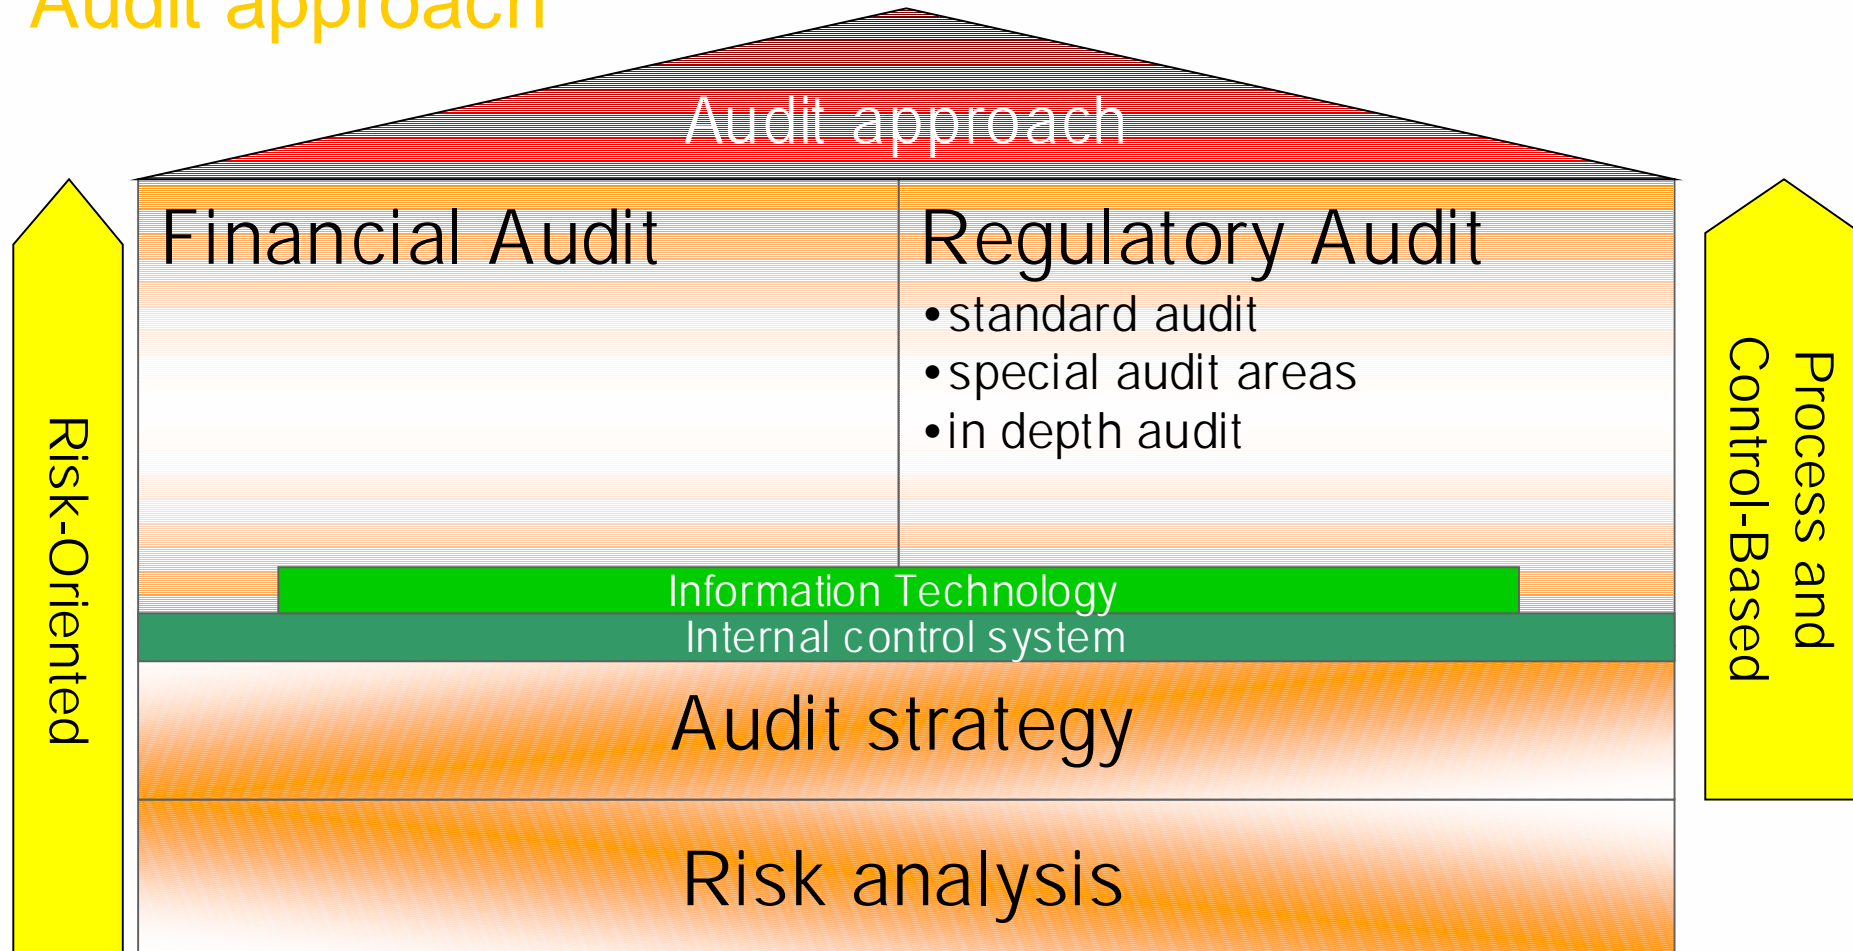 Audit approach
Audit approach
Financial Audit
Regulatory Audit
•standard audit
•special audit areas
•in depth audit
Information Technology
Internal control system
Audit strategy
Risk analysis
Risk-Oriented
Process and
Control-Based